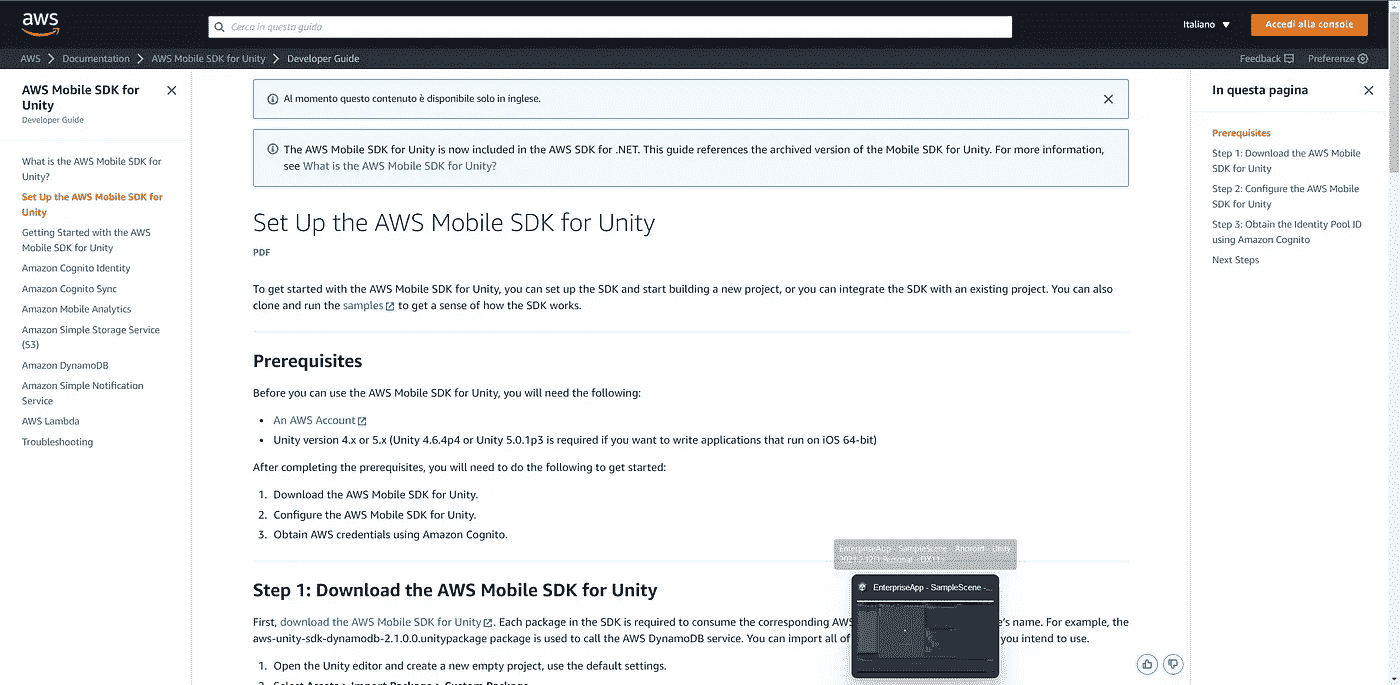 aws
Cerca in questa guida
Italiano
Accedi alla console
AWS > Documentation > AWS Mobile SDK for Unity > Developer Guide
Feedback
Preferenze
AWS Mobile SDK for
Unity
Developer Guide
What is the AWS Mobile SDK for
Unity?
Set Up the AWS Mobile SDK for
Unity
Getting Started with the AWS
Mobile SDK for Unity
Amazon Cognito Identity
Amazon Cognito Sync
Amazon Mobile Analytics
Amazon Simple Storage Service
(S3)
Amazon DynamoDB
Amazon Simple Notification
Service
AWS Lambda
Troubleshooting
Al momento questo contenuto è disponibile solo in inglese.
The AWS Mobile SDK for Unity is now included in the AWS SDK for .NET. This guide references the archived version of the Mobile SDK for Unity. For more information,
see What is the AWS Mobile SDK for Unity?
Set Up the AWS Mobile SDK for Unity
PDF
To get started with the AWS Mobile SDK for Unity, you can set up the SDK and start building a new project, or you can integrate the SDK with an existing project. You can also
clone and run the samples to get a sense of how the SDK works.
Prerequisites
Before you can use the AWS Mobile SDK for Unity, you will need the following:
• An AWS Account
• Unity version 4.x or 5.x (Unity 4.6.4p4 or Unity 5.0.1p3 is required if you want to write applications that run on iOS 64-bit)
After completing the prerequisites, you will need to do the following to get started:
1. Download the AWS Mobile SDK for Unity.
2. Configure the AWS Mobile SDK for Unity.
3. Obtain AWS credentials using Amazon Cognito.
Step 1: Download the AWS Mobile SDK for Unity
First, download the AWS Mobile SDK for Unity. Each package in the SDK is required to consume the corresponding AWS 's name. For example, the
aws-unity-sdk-dynamodb-2.1.0.0.unitypackage package is used to call the AWS DynamoDB service. You can import all of you intend to use.
1. Open the Unity editor and create a new empty project, use the default settings.
2. Select Assets > Import Package > Custom Package.
EnterpriseApp - SampleScene - Android - Unity
EnterpriseApp - SampleScene -...
In questa pagina
Prerequisites
Step 1: Download the AWS Mobile
SDK for Unity
Step 2: Configure the AWS Mobile
SDK for Unity
Step 3: Obtain the Identity Pool ID
using Amazon Cognito
Next Steps